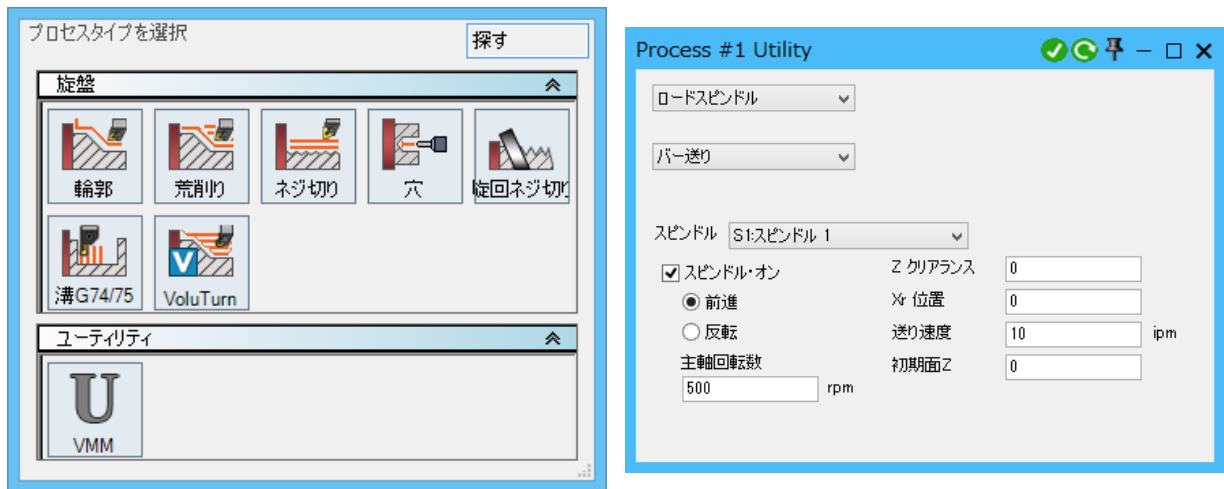 プロセスタイプを選択
探す
旋盤
輪郭
荒削り
ネジ切り
穴
旋回ネジ切り
溝G74/75
V
VoluTurn
ユーティリティ
U
VMM
Process #1 Utility
ロードスピンドル
バー送り
スピンドル S1:スピンドル 1
スピンドル・オン
前進
反転
主軸回転数
500 rpm
Z クリアランス 0
Xr 位置 0
送り速度 10 ipm
初期面Z 0